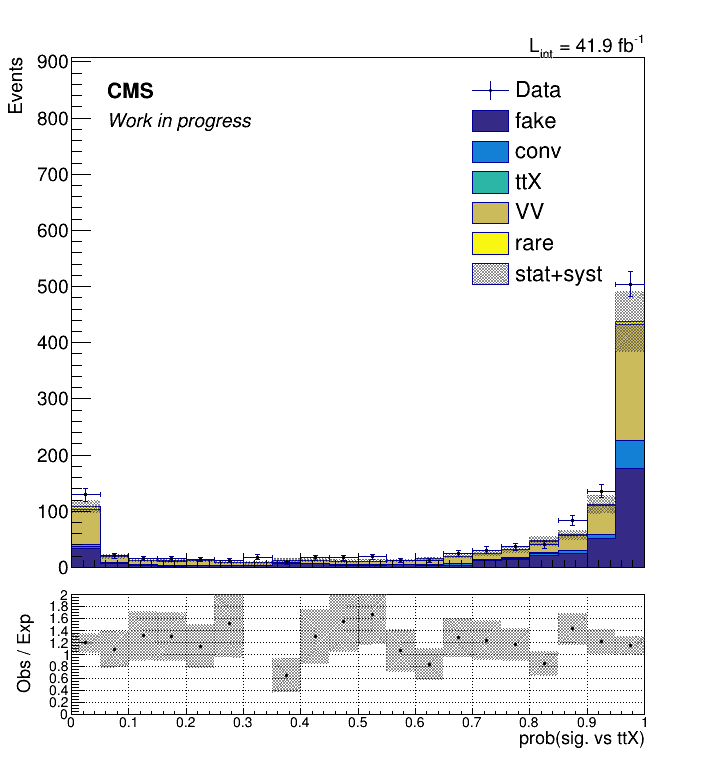 L_int = 41.9 fb^-1
Events
900
800
700
600
500
400
300
200
100
0
CMS
Work in progress
Data
fake
conv
ttX
VV
rare
stat+syst
Obs / Exp
2
1.8
1.6
1.4
1.2
1
0.8
0.6
0.4
0.2
0
0 0.1 0.2 0.3 0.4 0.5 0.6 0.7 0.8 0.9 1
prob(sig. vs ttX)